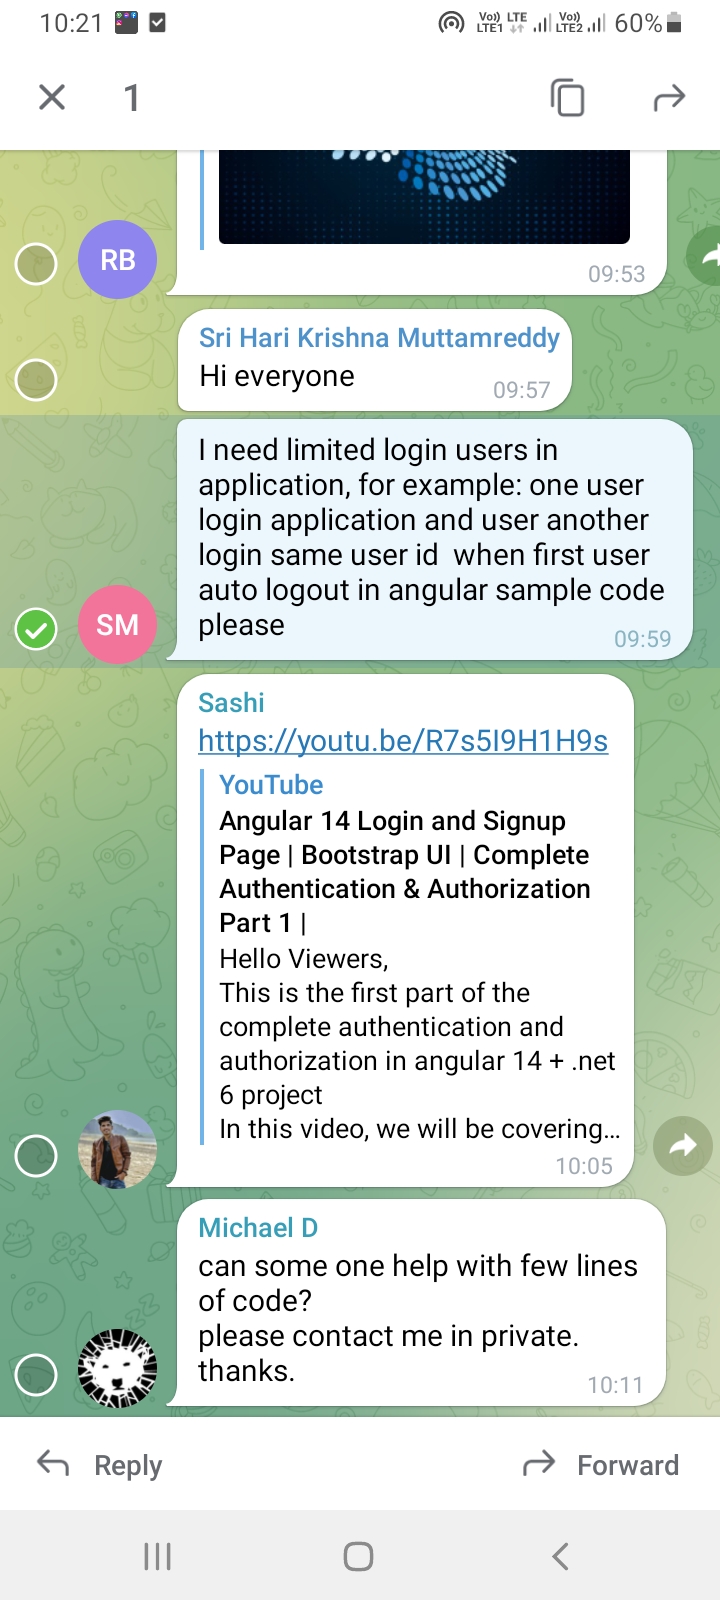 10:21
Vo)) LTE
LTE1
Vo))
LTE2
60%
1
RB
09:53
Sri Hari Krishna Muttamreddy
Hi everyone
09:57
I need limited login users in
application, for example: one user
login application and user another
login same user id  when first user
auto logout in angular sample code
please
09:59
SM
Sashi
https://youtu.be/R7s5I9H1H9s
YouTube
Angular 14 Login and Signup
Page | Bootstrap UI | Complete
Authentication & Authorization
Part 1 |
Hello Viewers,
This is the first part of the
complete authentication and
authorization in angular 14 + .net
6 project
In this video, we will be covering...
10:05
Michael D
can some one help with few lines
of code?
please contact me in private.
thanks.
10:11
Reply
Forward